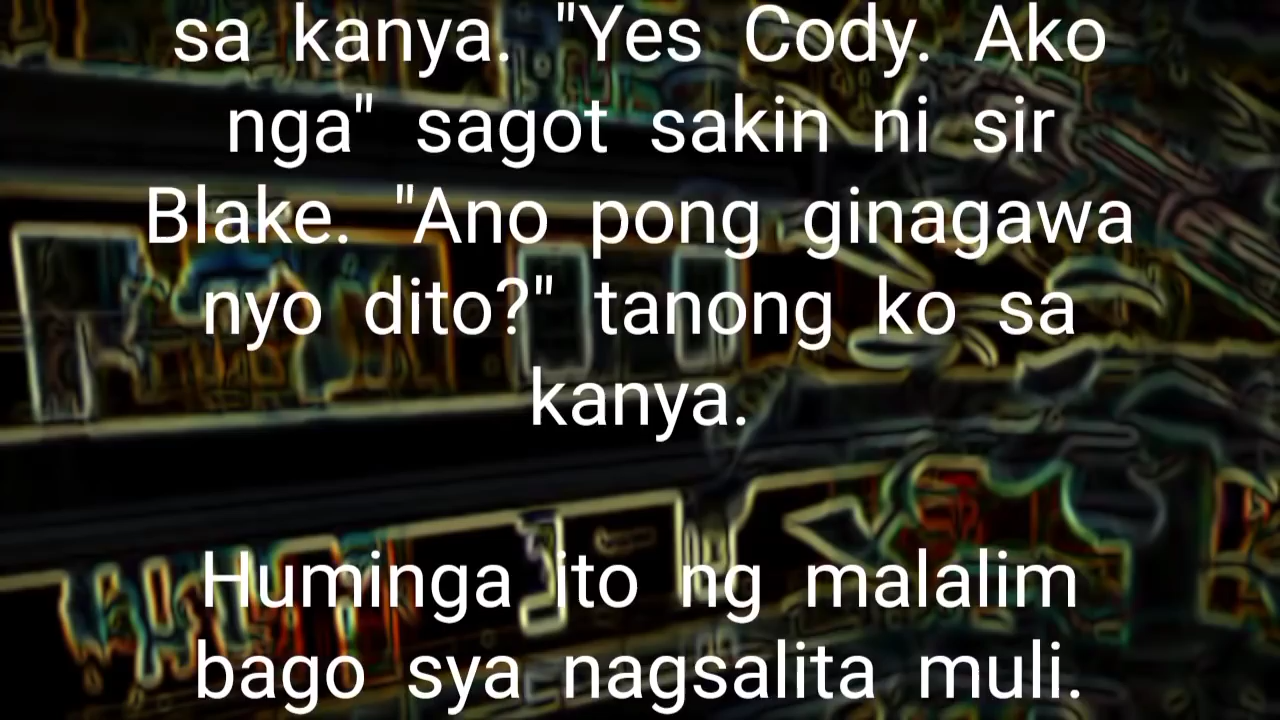 sa kanya. "Yes Cody. Ako
nga" sagot sakin ni sir
Blake. "Ano pong ginagawa
nyo dito?" tanong ko sa
kanya.
Huminga ito ng malalim
bago sya nagsalita muli.